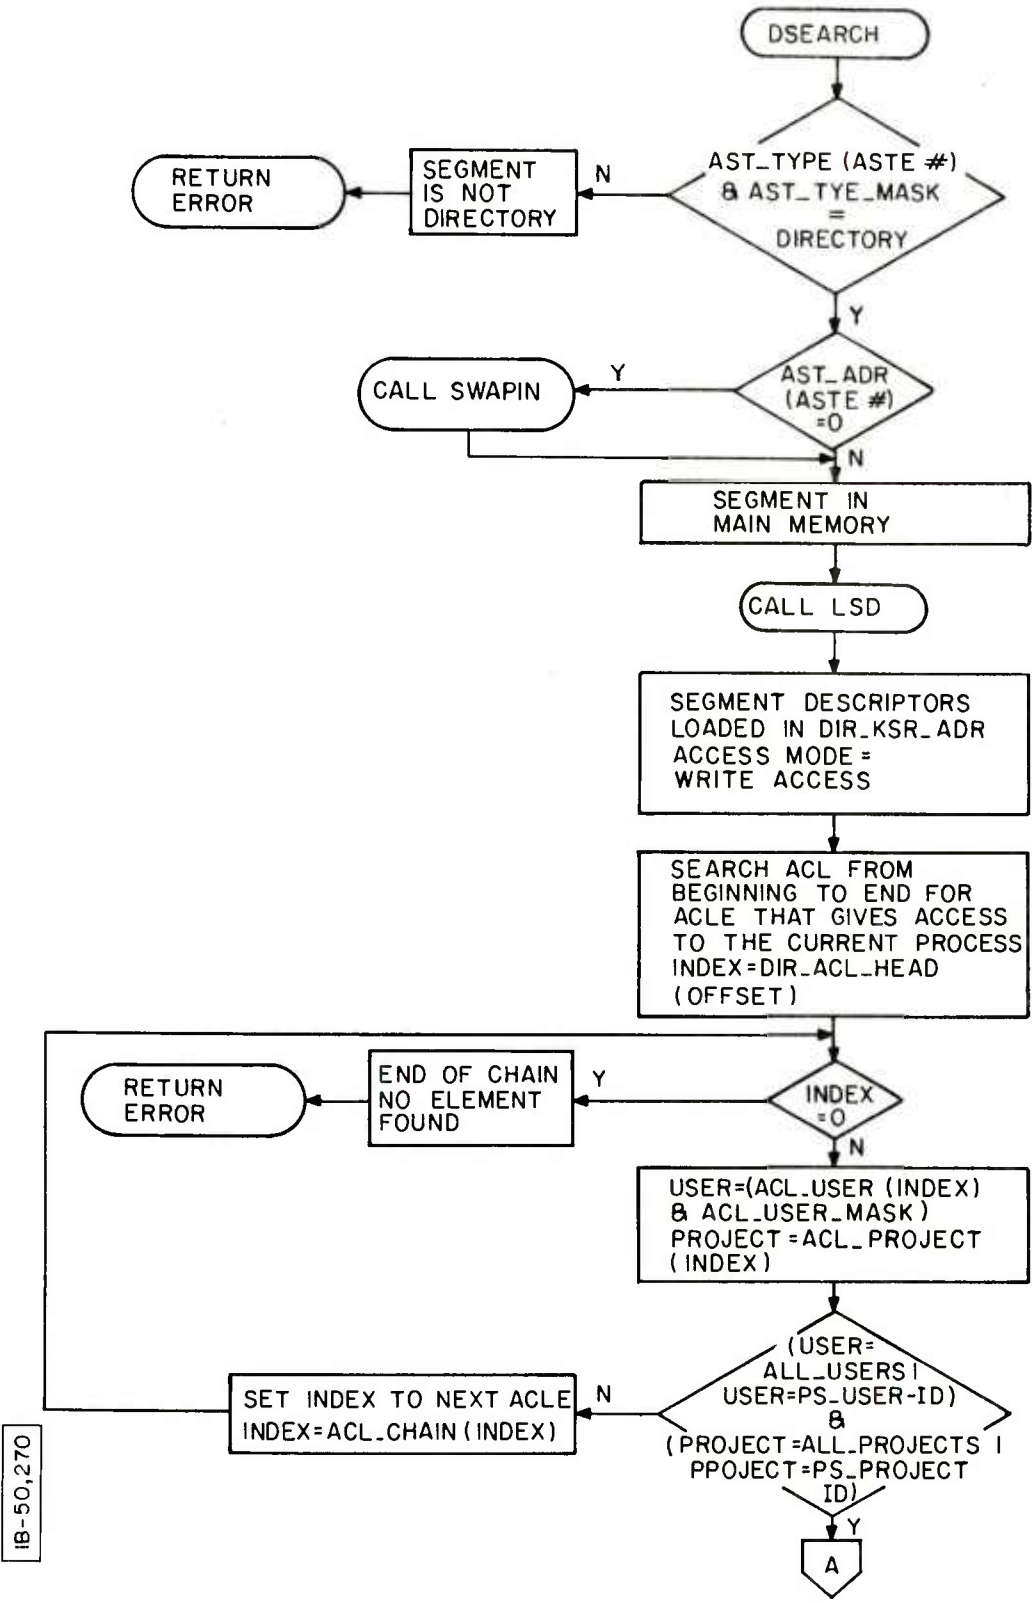 DSEARCH
AST_TYPE (ASTE #)
& AST_TYE_MASK
=
DIRECTORY
N
SEGMENT
IS NOT
DIRECTORY
RETURN
ERROR
Y
AST_ADR
(ASTE #)
=0
Y
CALL SWAPIN
N
SEGMENT IN
MAIN MEMORY
CALL LSD
SEGMENT DESCRIPTORS
LOADED IN DIR_KSR_ADR
ACCESS MODE =
WRITE ACCESS
SEARCH ACL FROM
BEGINNING TO END FOR
ACLE THAT GIVES ACCESS
TO THE CURRENT PROCESS
INDEX=DIR_ACL_HEAD
(OFFSET)
INDEX
=0
Y
END OF CHAIN
NO ELEMENT
FOUND
RETURN
ERROR
N
USER=(ACL_USER (INDEX)
& ACL_USER_MASK)
PROJECT=ACL_PROJECT
(INDEX)
(USER=
ALL_USERS |
USER=PS_USER-ID)
&
(PROJECT=ALL_PROJECTS |
PPOJECT=PS_PROJECT
ID)
N
SET INDEX TO NEXT ACLE
INDEX=ACL_CHAIN (INDEX)
Y
A
IB-50,270